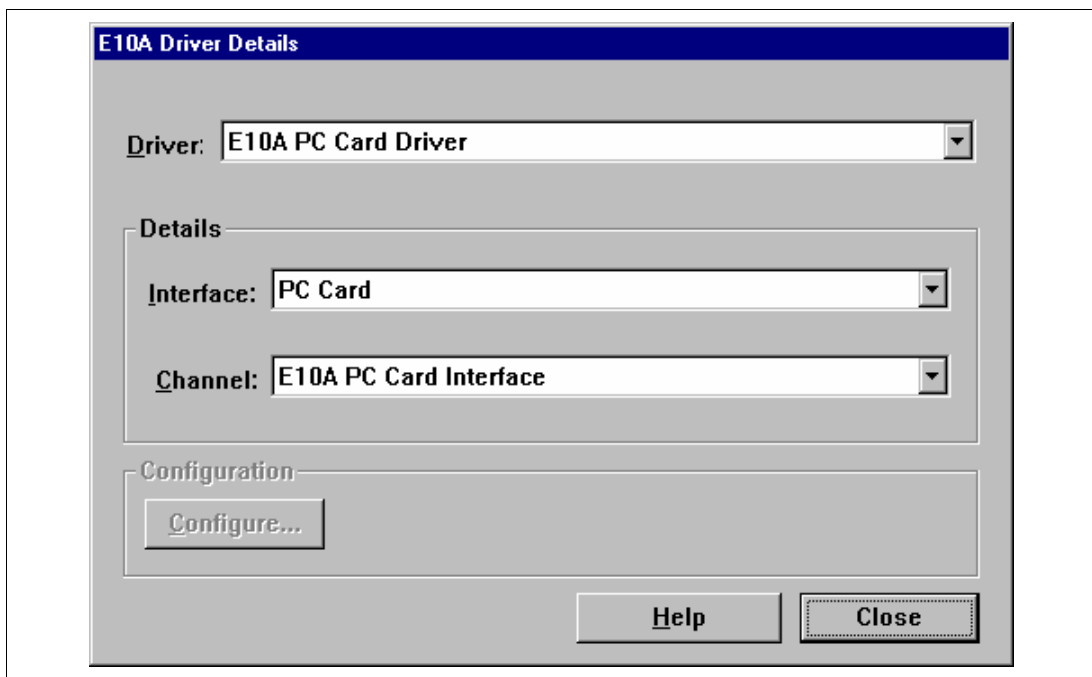 E10A Driver Details
Driver: E10A PC Card Driver
Details
Interface: PC Card
Channel: E10A PC Card Interface
Configuration
Configure...
Help Close